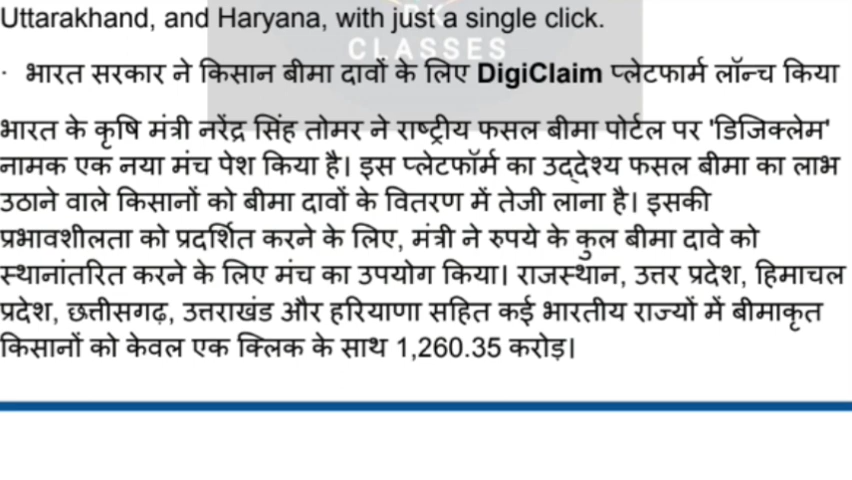 Uttarakhand, and Haryana, with just a single click.
CLASSES
· भारत सरकार ने किसान बीमा दावों के लिए DigiClaim प्लेटफार्म लॉन्च किया
भारत के कृषि मंत्री नरेंद्र सिंह तोमर ने राष्ट्रीय फसल बीमा पोर्टल पर 'डिजिक्लेम'
नामक एक नया मंच पेश किया है। इस प्लेटफॉर्म का उद्देश्य फसल बीमा का लाभ
उठाने वाले किसानों को बीमा दावों के वितरण में तेजी लाना है। इसकी
प्रभावशीलता को प्रदर्शित करने के लिए, मंत्री ने रुपये के कुल बीमा दावे को
स्थानांतरित करने के लिए मंच का उपयोग किया। राजस्थान, उत्तर प्रदेश, हिमाचल
प्रदेश, छत्तीसगढ़, उत्तराखंड और हरियाणा सहित कई भारतीय राज्यों में बीमाकृत
किसानों को केवल एक क्लिक के साथ 1,260.35 करोड़।